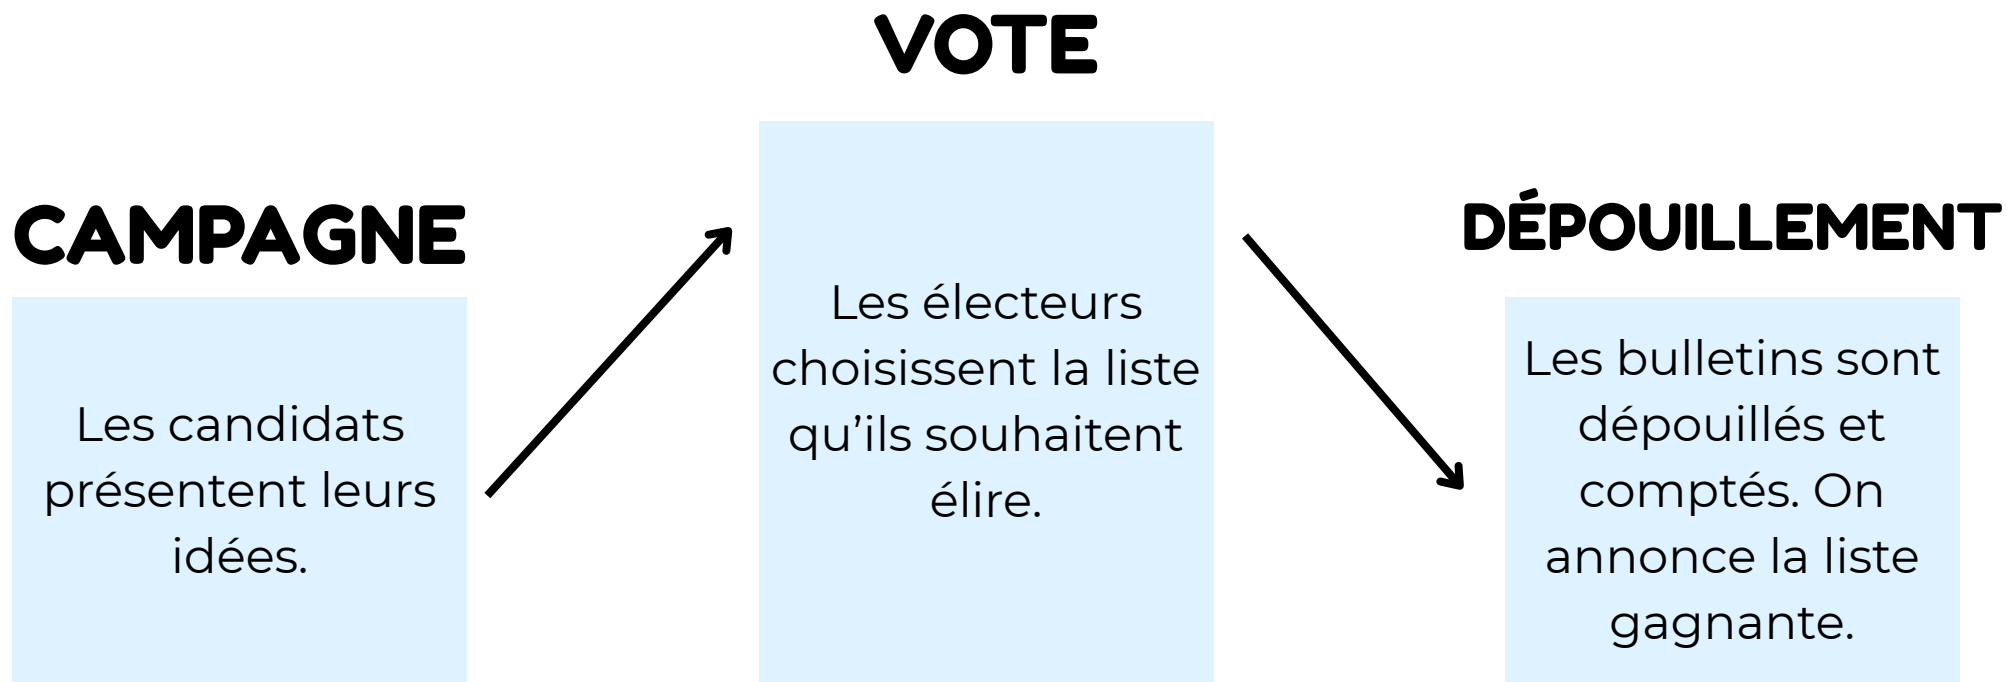 CAMPAGNE
Les candidats
présentent leurs
idées.
VOTE
Les électeurs
choisissent la liste
qu’ils souhaitent
élire.
DÉPOUILLEMENT
Les bulletins sont
dépouillés et
comptés. On
annonce la liste
gagnante.